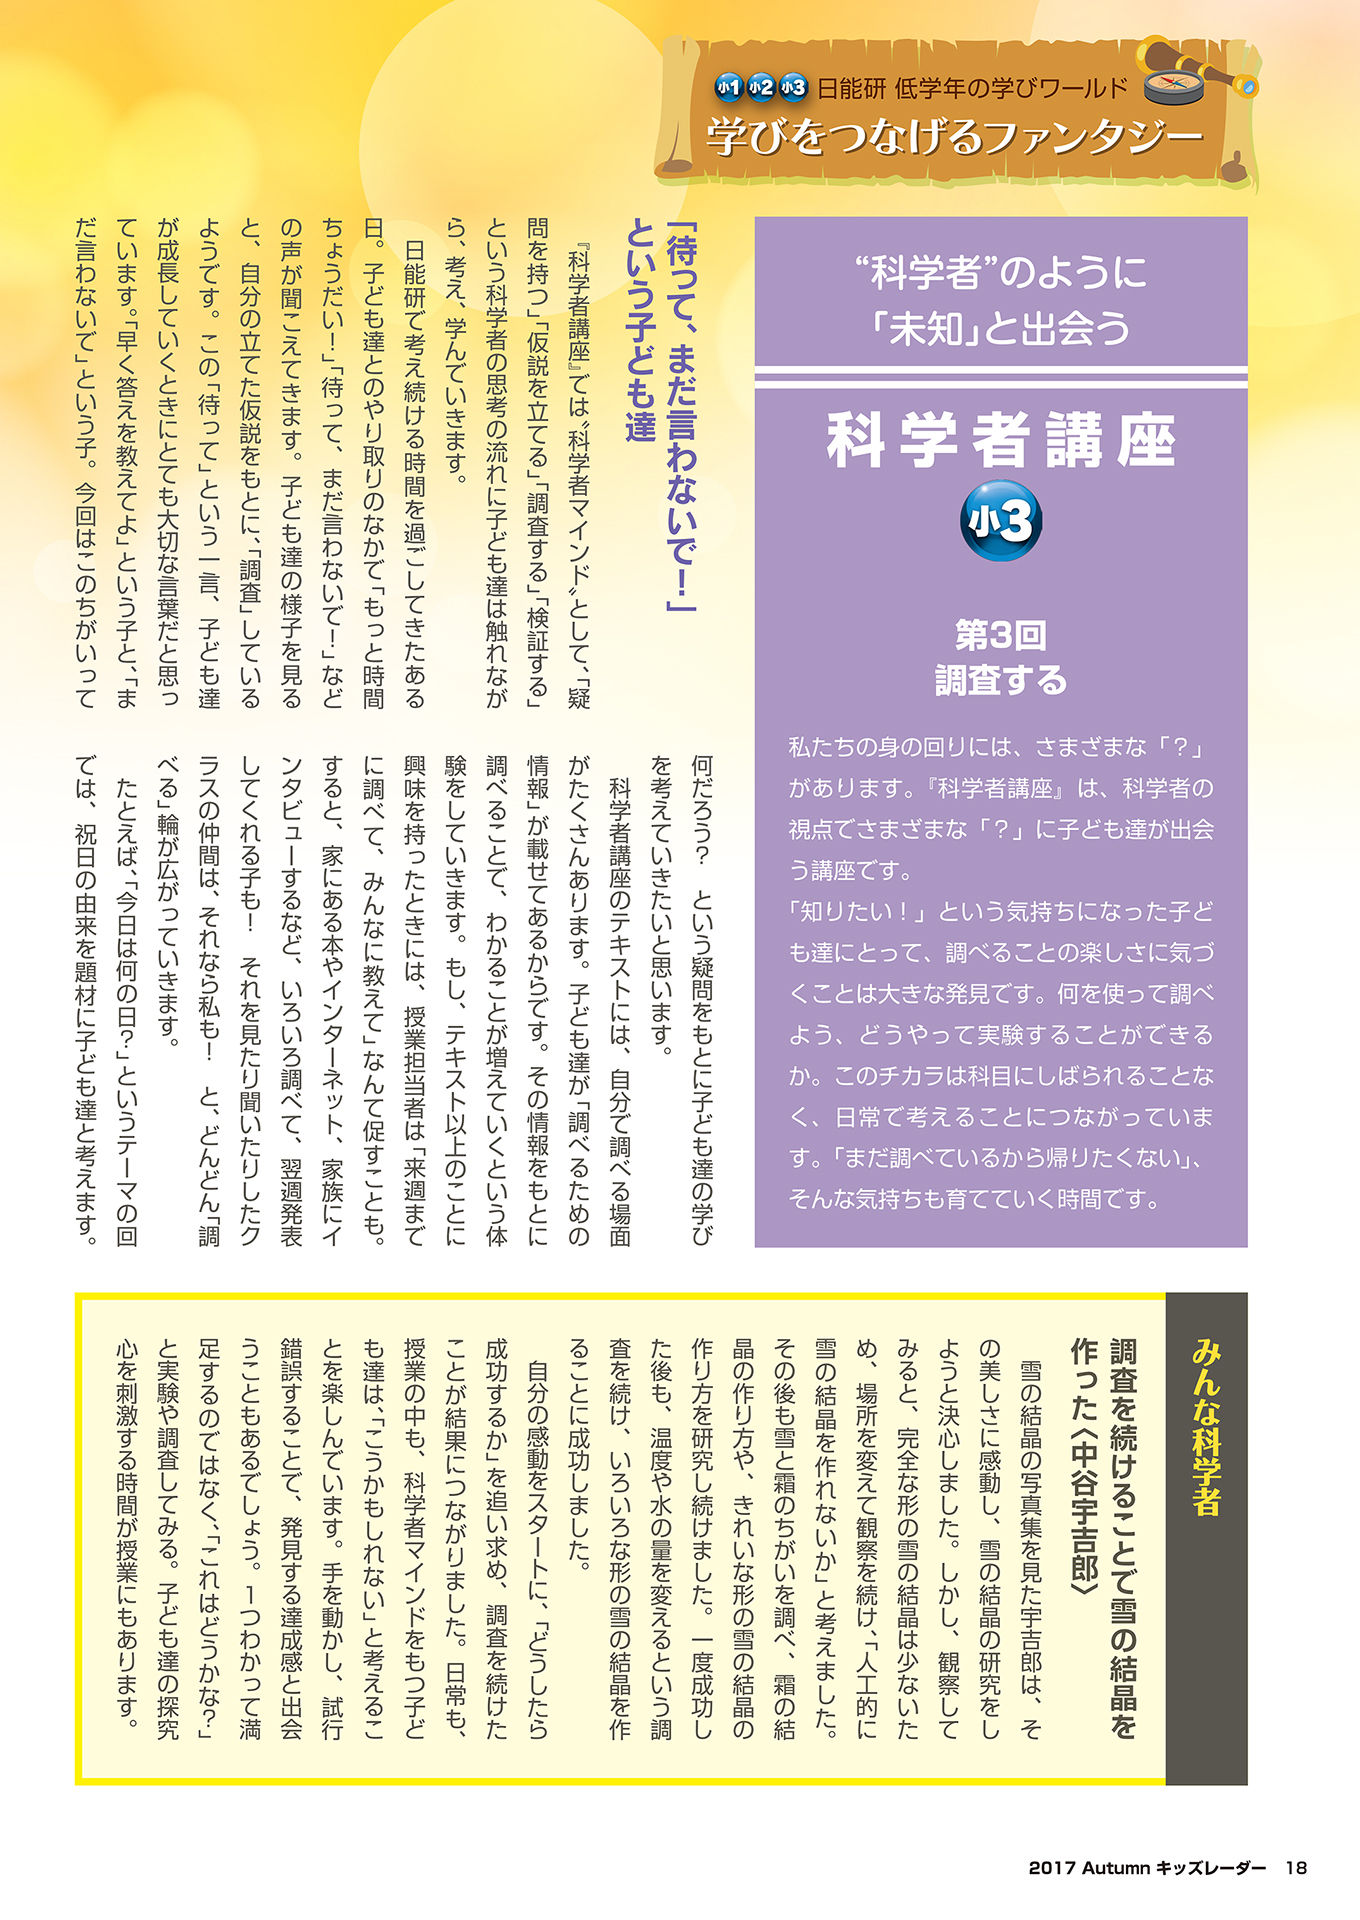 小1 小2 小3 日能研 低学年の学びワールド
学びをつなげるファンタジー
“科学者”のように
「未知」と出会う
科学者講座
小3
第3回
調査する
私たちの身の回りには、さまざまな「？」
があります。『科学者講座』は、科学者の
視点でさまざまな「？」に子ども達が出会
う講座です。
「知りたい！」という気持ちになった子ど
も達にとって、調べることの楽しさに気づ
くことは大きな発見です。何を使って調べ
よう、どうやって実験することができる
か。このチカラは科目にしばられることな
く、日常で考えることにつながっていま
す。「まだ調べているから帰りたくない」、
そんな気持ちも育てていく時間です。
「待って、まだ言わないで！」
という子ども達
『科学者講座』では〝科学者マインド〟として、「疑
問を持つ」「仮説を立てる」「調査する」「検証する」
という科学者の思考の流れに子ども達は触れなが
ら、考え、学んでいきます。
日能研で考え続ける時間を過ごしてきたある
日。子ども達とのやり取りのなかで「もっと時間
ちょうだい！」「待って、まだ言わないで！」など
の声が聞こえてきます。子ども達の様子を見る
と、自分の立てた仮説をもとに、「調査」している
ようです。この「待って」という一言、子ども達
が成長していくときにとても大切な言葉だと思っ
ています。「早く答えを教えてよ」という子と、「ま
だ言わないで」という子。今回はこのちがいって
何だろう？　という疑問をもとに子ども達の学び
を考えていきたいと思います。
科学者講座のテキストには、自分で調べる場面
がたくさんあります。子ども達が「調べるための
情報」が載せてあるからです。その情報をもとに
調べることで、わかることが増えていくという体
験をしていきます。もし、テキスト以上のことに
興味を持ったときには、授業担当者は「来週まで
に調べて、みんなに教えて」なんて促すことも。
すると、家にある本やインターネット、家族にイ
ンタビューするなど、いろいろ調べて、翌週発表
してくれる子も！　それを見たり聞いたりしたク
ラスの仲間は、それなら私も！　と、どんどん「調
べる」輪が広がっていきます。
たとえば、「今日は何の日？」というテーマの回
では、祝日の由来を題材に子ども達と考えます。
みんな科学者
調査を続けることで雪の結晶を
作った〈中谷宇吉郎〉
雪の結晶の写真集を見た宇吉郎は、そ
の美しさに感動し、雪の結晶の研究をし
ようと決心しました。しかし、観察して
みると、完全な形の雪の結晶は少ないた
め、場所を変えて観察を続け、「人工的に
雪の結晶を作れないか」と考えました。
その後も雪と霜のちがいを調べ、霜の結
晶の作り方や、きれいな形の雪の結晶の
作り方を研究し続けました。一度成功し
た後も、温度や水の量を変えるという調
査を続け、いろいろな形の雪の結晶を作
ることに成功しました。
自分の感動をスタートに、「どうしたら
成功するか」を追い求め、調査を続けた
ことが結果につながりました。日常も、
授業の中も、科学者マインドをもつ子ど
も達は、「こうかもしれない」と考えるこ
とを楽しんでいます。手を動かし、試行
錯誤することで、発見する達成感と出会
うこともあるでしょう。1つわかって満
足するのではなく、「これはどうかな？」
と実験や調査してみる。子ども達の探究
心を刺激する時間が授業にもあります。
2017 Autumn キッズレーダー　18